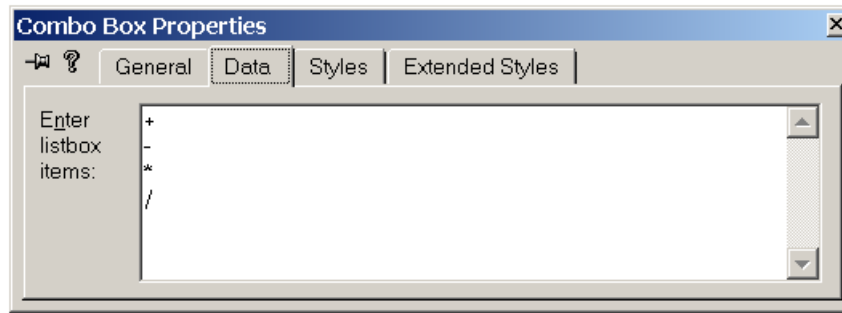 Combo Box Properties
General Data Styles Extended Styles
Enter
listbox
items:
+
-
*
/